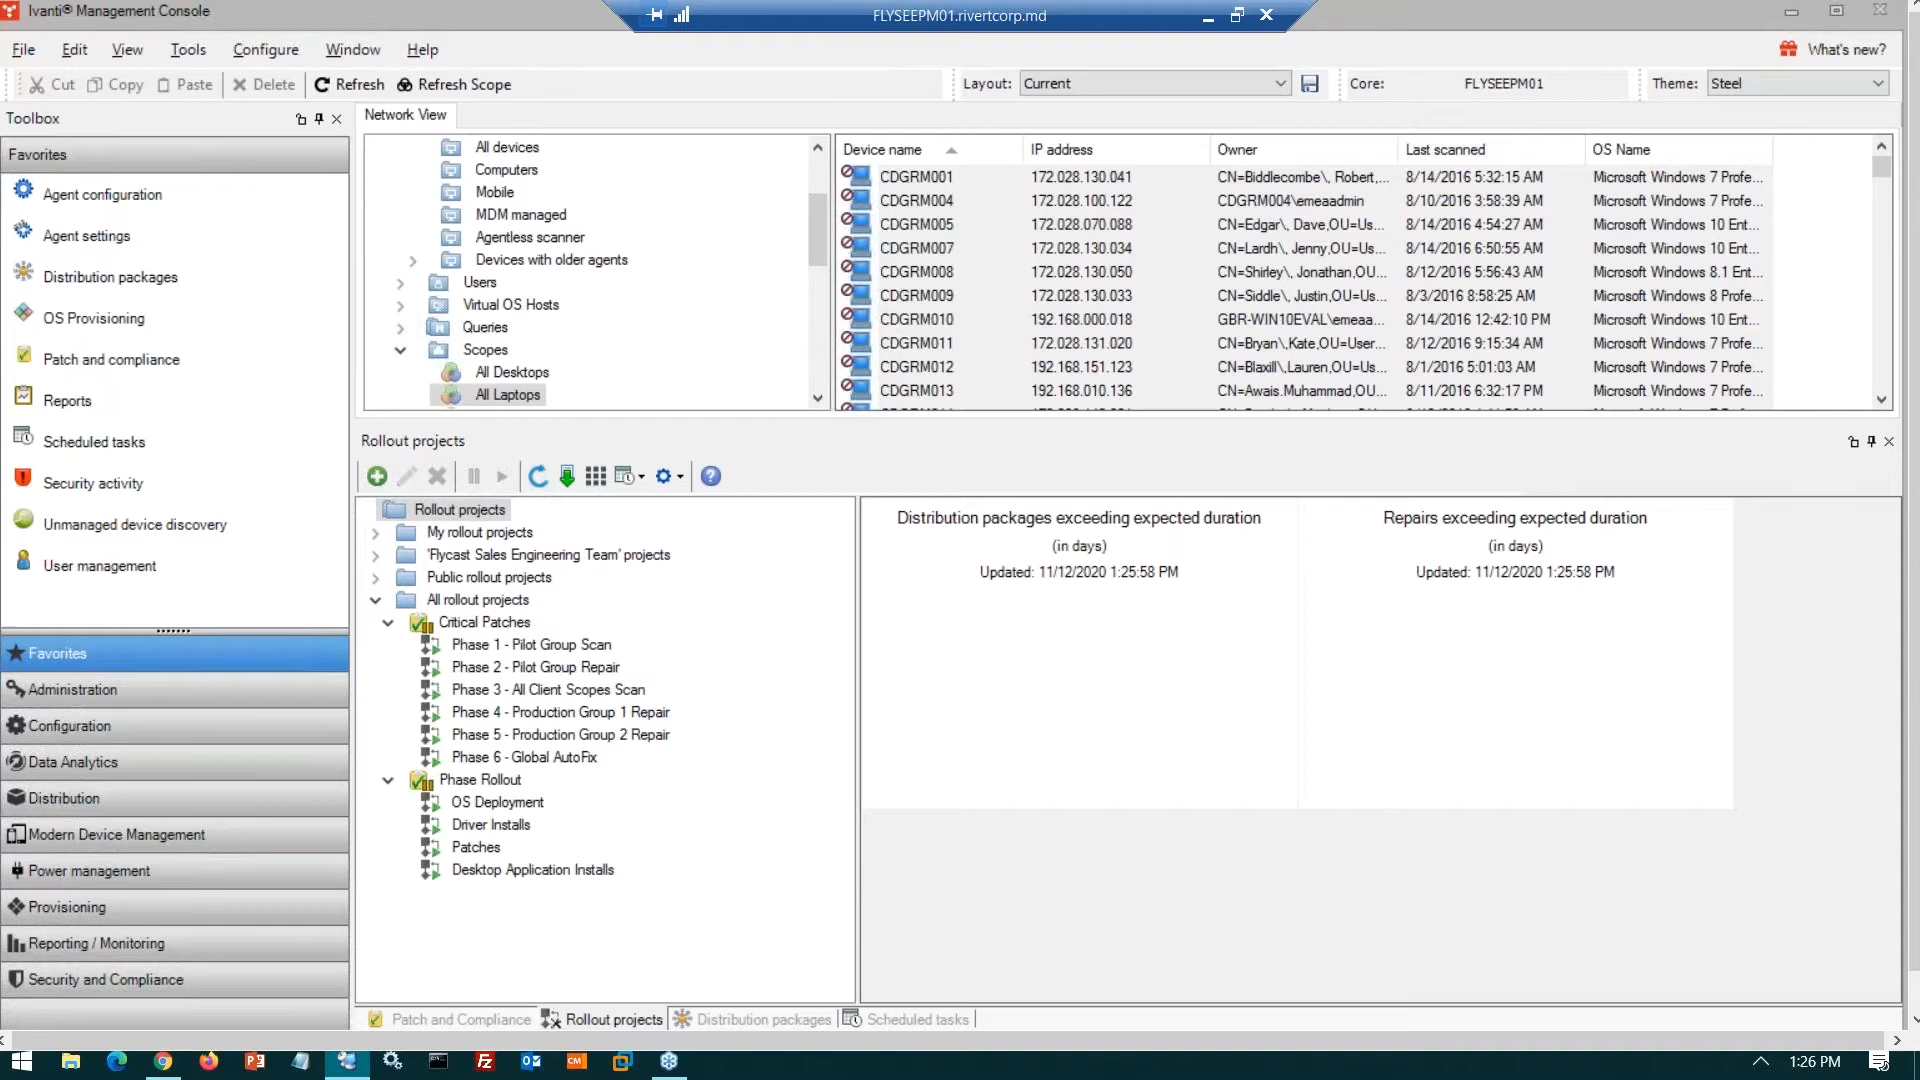 Ivanti® Management Console
FLYSEEPM01.rivertcorp.md
File Edit View Tools Configure Window Help
What's new?
Cut Copy Paste Delete Refresh Refresh Scope
Layout: Current
Core: FLYSEEPM01
Theme: Steel
Toolbox
Favorites
Agent configuration
Agent settings
Distribution packages
OS Provisioning
Patch and compliance
Reports
Scheduled tasks
Security activity
Unmanaged device discovery
User management
Favorites
Administration
Configuration
Data Analytics
Distribution
Modern Device Management
Power management
Provisioning
Reporting / Monitoring
Security and Compliance
Network View
All devices
Computers
Mobile
MDM managed
Agentless scanner
Devices with older agents
Users
Virtual OS Hosts
Queries
Scopes
All Desktops
All Laptops
Device name IP address Owner Last scanned OS Name
CDGRM001 172.028.130.041 CN=Biddlecombe\, Robert,... 8/14/2016 5:32:15 AM Microsoft Windows 7 Profe...
CDGRM004 172.028.100.122 CDGRM004\emeaadmin 8/10/2016 3:58:39 AM Microsoft Windows 7 Profe...
CDGRM005 172.028.070.088 CN=Edgar\, Dave,OU=Us... 8/14/2016 4:54:27 AM Microsoft Windows 10 Ent...
CDGRM007 172.028.130.034 CN=Lardh\, Jenny,OU=Us... 8/14/2016 6:50:55 AM Microsoft Windows 10 Ent...
CDGRM008 172.028.130.050 CN=Shirley\, Jonathan,OU... 8/12/2016 5:56:43 AM Microsoft Windows 8.1 Ent...
CDGRM009 172.028.130.033 CN=Siddle\, Justin,OU=Us... 8/3/2016 8:58:25 AM Microsoft Windows 8 Profe...
CDGRM010 192.168.000.018 GBR-WIN10EVAL\emeaa... 8/14/2016 12:42:10 PM Microsoft Windows 10 Ent...
CDGRM011 172.028.131.020 CN=Bryan\,Kate,OU=User... 8/12/2016 9:15:34 AM Microsoft Windows 7 Profe...
CDGRM012 192.168.151.123 CN=Blaxill\,Lauren,OU=Us... 8/1/2016 5:01:03 AM Microsoft Windows 7 Profe...
CDGRM013 192.168.010.136 CN=Awais.Muhammad,OU... 8/11/2016 6:32:17 PM Microsoft Windows 7 Profe...
Rollout projects
Rollout projects
My rollout projects
'Flycast Sales Engineering Team' projects
Public rollout projects
All rollout projects
Critical Patches
Phase 1 - Pilot Group Scan
Phase 2 - Pilot Group Repair
Phase 3 - All Client Scopes Scan
Phase 4 - Production Group 1 Repair
Phase 5 - Production Group 2 Repair
Phase 6 - Global AutoFix
Phase Rollout
OS Deployment
Driver Installs
Patches
Desktop Application Installs
Distribution packages exceeding expected duration
(in days)
Updated: 11/12/2020 1:25:58 PM
Repairs exceeding expected duration
(in days)
Updated: 11/12/2020 1:25:58 PM
Patch and Compliance Rollout projects Distribution packages Scheduled tasks
1:26 PM